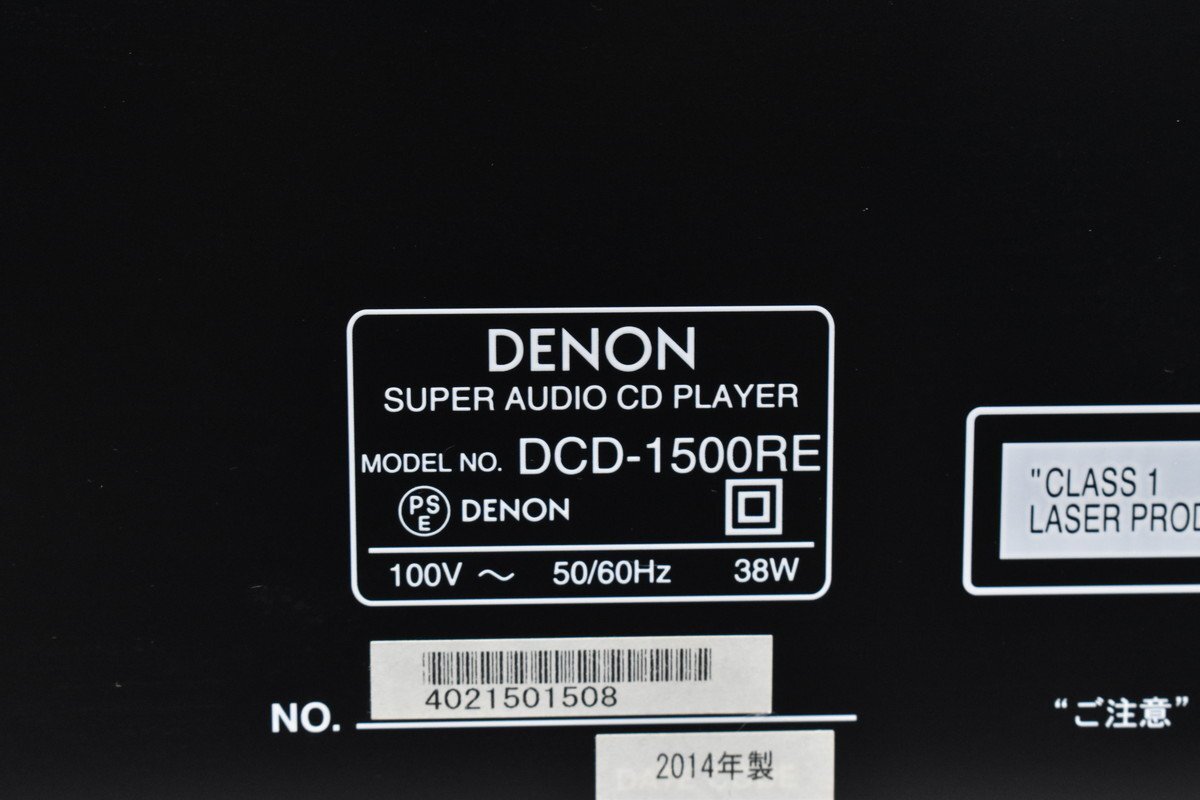 DENON
SUPER AUDIO CD PLAYER
MODEL NO. DCD-1500RE
PS
E
DENON
100V ～ 50/60Hz 38W
"CLASS 1
LASER
4021501508
NO.
“ご注意”
2014年製